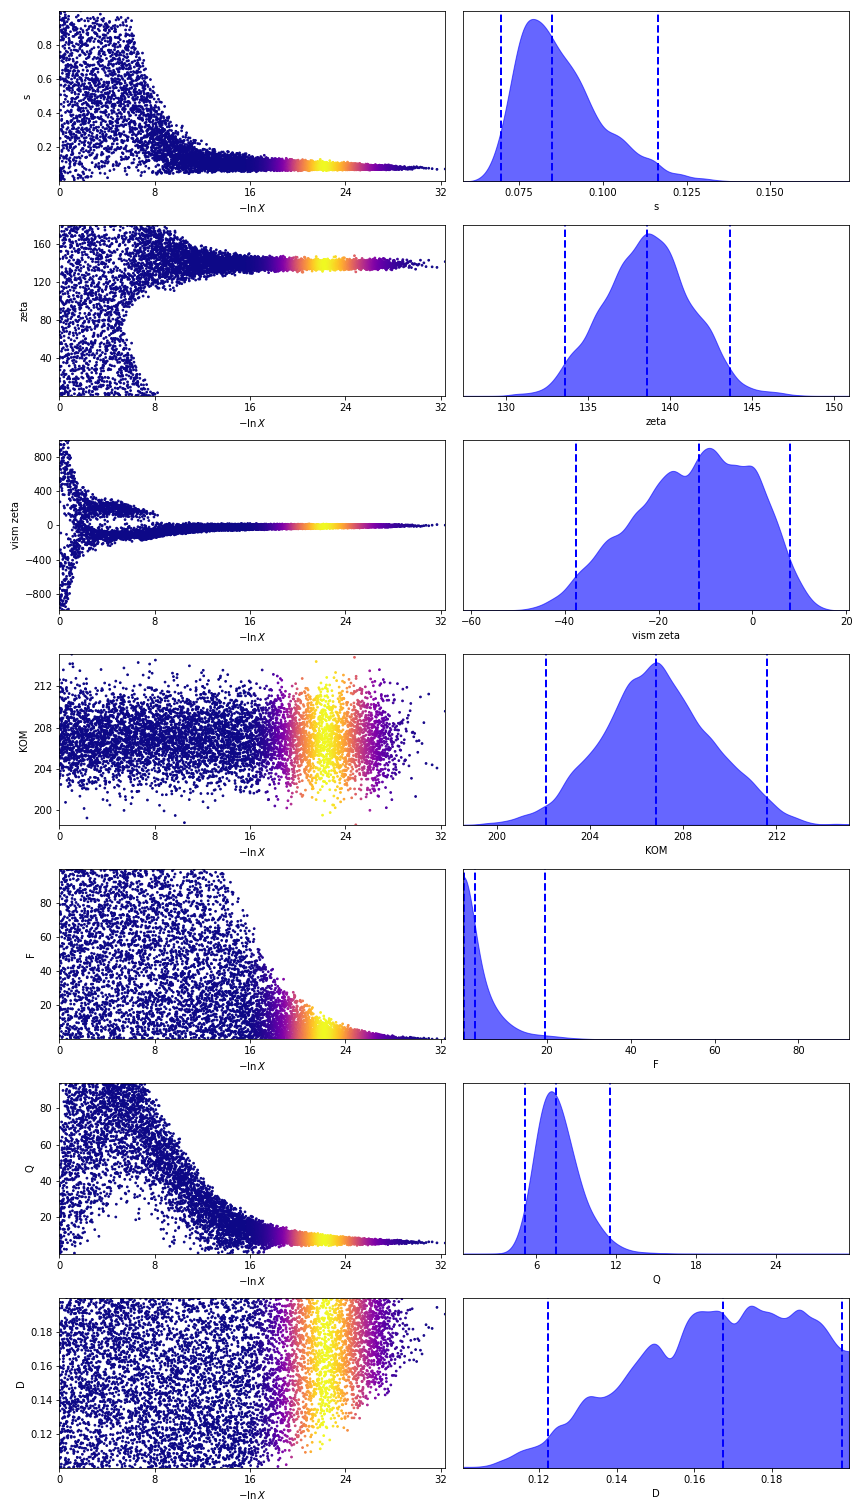 0.8
0.6
0.4
0.2
s
0 8 16 24 32
−ln X
0.075 0.100 0.125 0.150
s
160
120
80
40
zeta
0 8 16 24 32
−ln X
130 135 140 145 150
zeta
800
400
0
−400
−800
vism zeta
0 8 16 24 32
−ln X
−60 −40 −20 0 20
vism zeta
212
208
204
200
KOM
0 8 16 24 32
−ln X
200 204 208 212
KOM
80
60
40
20
F
0 8 16 24 32
−ln X
20 40 60 80
F
80
60
40
20
Q
0 8 16 24 32
−ln X
6 12 18 24
Q
0.18
0.16
0.14
0.12
D
0 8 16 24 32
−ln X
0.12 0.14 0.16 0.18
D